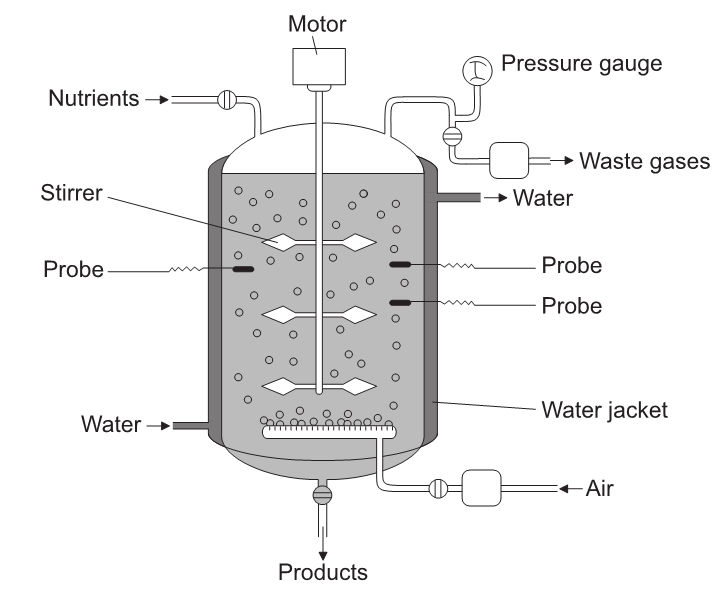 Motor
Pressure gauge
Nutrients
Waste gases
Stirrer
Water
Probe
Probe
Probe
Water jacket
Water
Air
Products